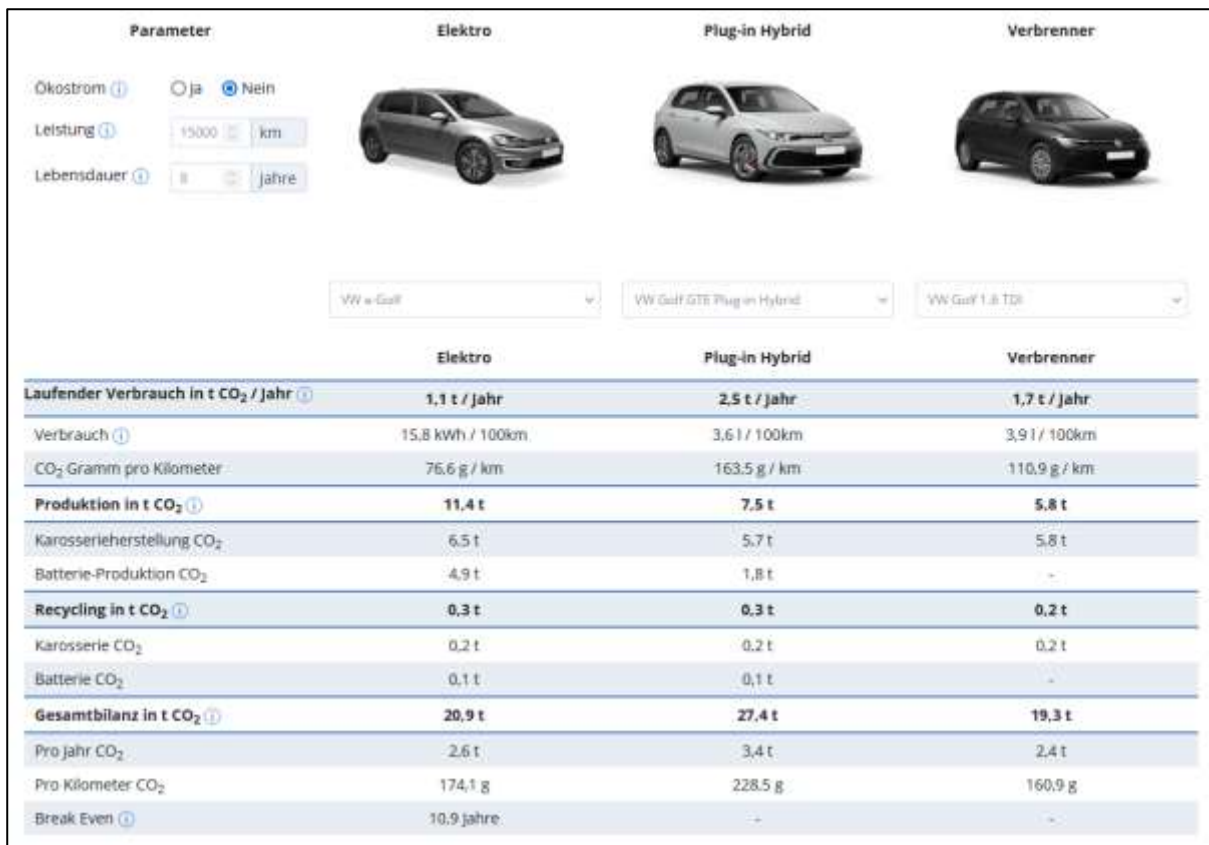 Parameter Elektro Plug-in Hybrid Verbrenner
Ökostrom Ja Nein
Leistung 15000 km
Lebensdauer 8 Jahre
VW e-Golf VW Golf GTE Plug-in Hybrid VW Golf 1.6 TDI
Elektro Plug-in Hybrid Verbrenner
Laufender Verbrauch in t CO₂ / Jahr 1,1 t / Jahr 2,5 t / Jahr 1,7 t / Jahr
Verbrauch 15,8 kWh / 100km 3,6 l / 100km 3,9 l / 100km
CO₂ Gramm pro Kilometer 76,6 g / km 163,5 g / km 110,9 g / km
Produktion in t CO₂ 11,4 t 7,5 t 5,8 t
Karosserieherstellung CO₂ 6,5 t 5,7 t 5,8 t
Batterie-Produktion CO₂ 4,9 t 1,8 t -
Recycling in t CO₂ 0,3 t 0,3 t 0,2 t
Karosserie CO₂ 0,2 t 0,2 t 0,2 t
Batterie CO₂ 0,1 t 0,1 t -
Gesamtbilanz in t CO₂ 20,9 t 27,4 t 19,3 t
Pro Jahr CO₂ 2,6 t 3,4 t 2,4 t
Pro Kilometer CO₂ 174,1 g 228,5 g 160,9 g
Break Even 10,9 Jahre - -